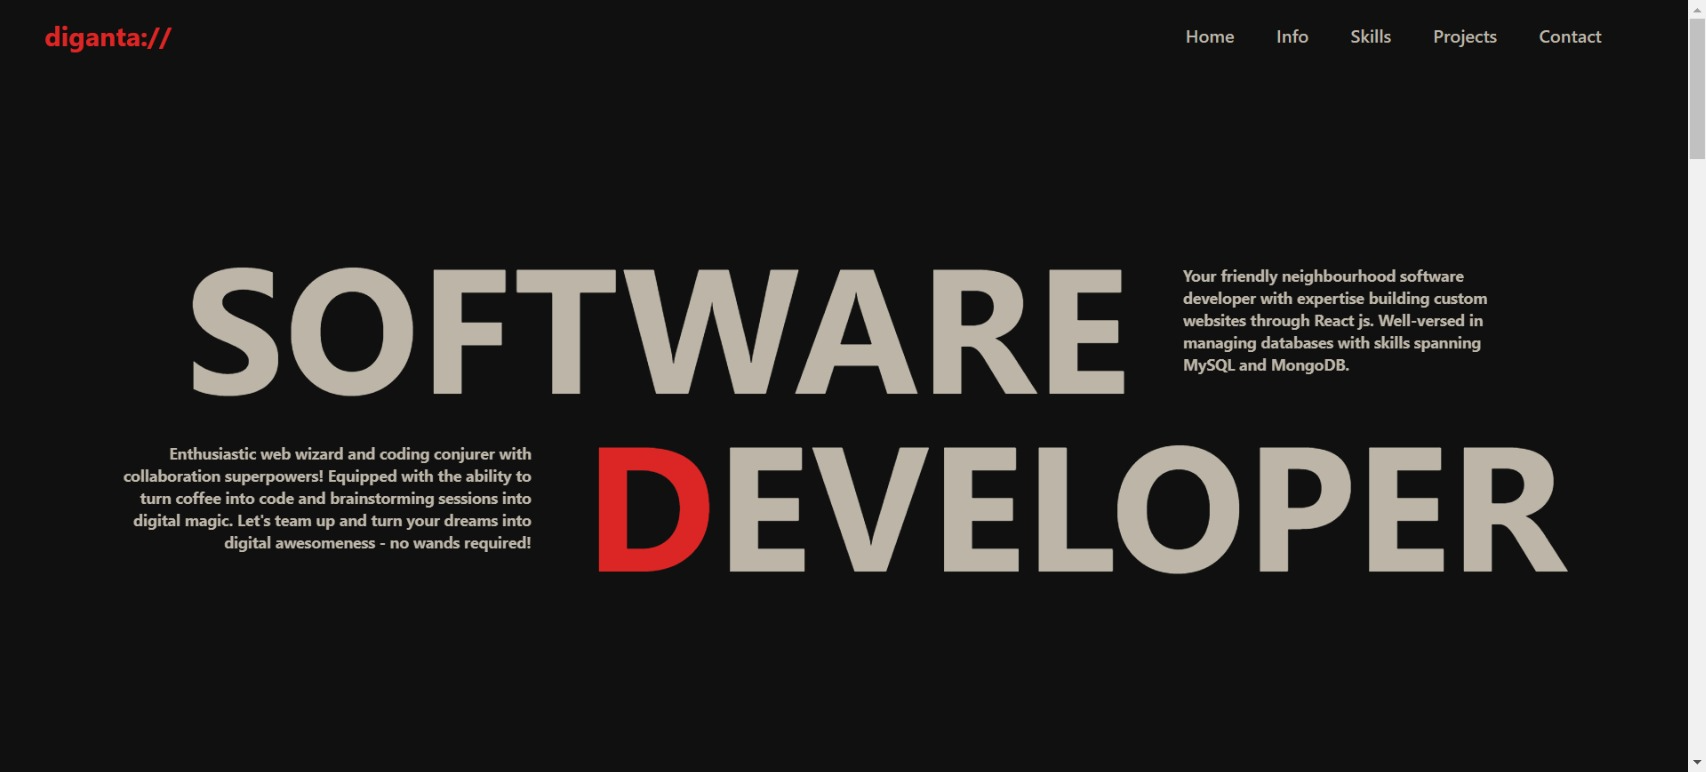 diganta://
Home
Info
Skills
Projects
Contact
SOFTWARE
Your friendly neighbourhood software
developer with expertise building custom
websites through React js. Well-versed in
managing databases with skills spanning
MySQL and MongoDB.
Enthusiastic web wizard and coding conjurer with
collaboration superpowers! Equipped with the ability to
turn coffee into code and brainstorming sessions into
digital magic. Let's team up and turn your dreams into
digital awesomeness - no wands required!
DEVELOPER